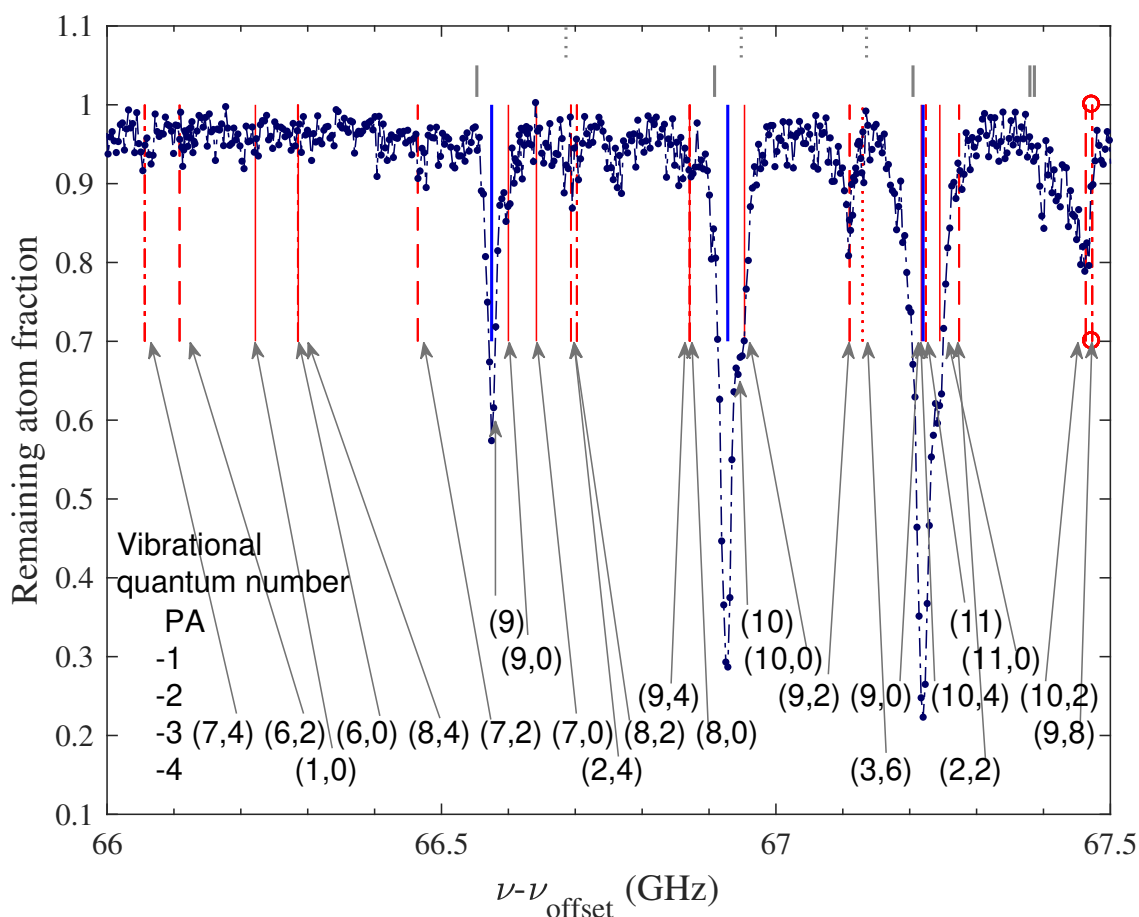 1.1
1
0.9
0.8
0.7
0.6
0.5
0.4
0.3
0.2
0.1
Remaining atom fraction
Vibrational
quantum number
PA (9) (10) (11)
-1 (9,0) (10,0) (11,0)
-2 (9,4) (9,2) (9,0) (10,4) (10,2)
-3 (7,4) (6,2) (6,0) (8,4) (7,2) (7,0) (8,2) (8,0) (9,8)
-4 (1,0) (2,4) (3,6) (2,2)
66 66.5 67 67.5
ν-ν_offset (GHz)